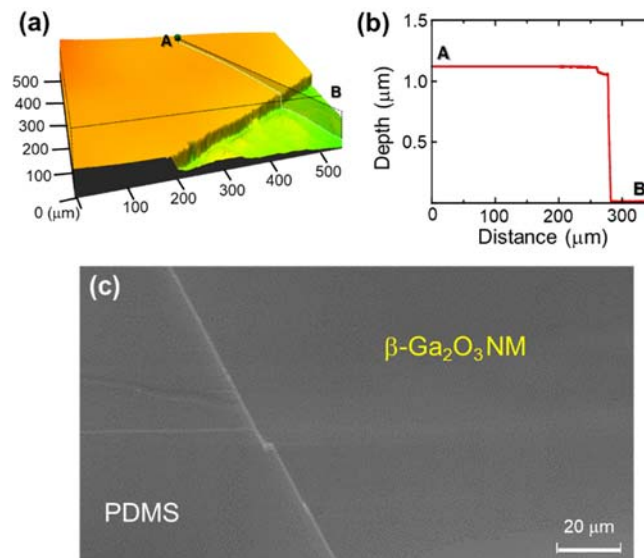 (a)
A
B
500
400
300
200
100
0 (μm)
100
200
300
400
500
(b)
1.5
1.0
0.5
Depth (μm)
A
B
0
100
200
300
Distance (μm)
(c)
β-Ga₂O₃NM
PDMS
20 μm